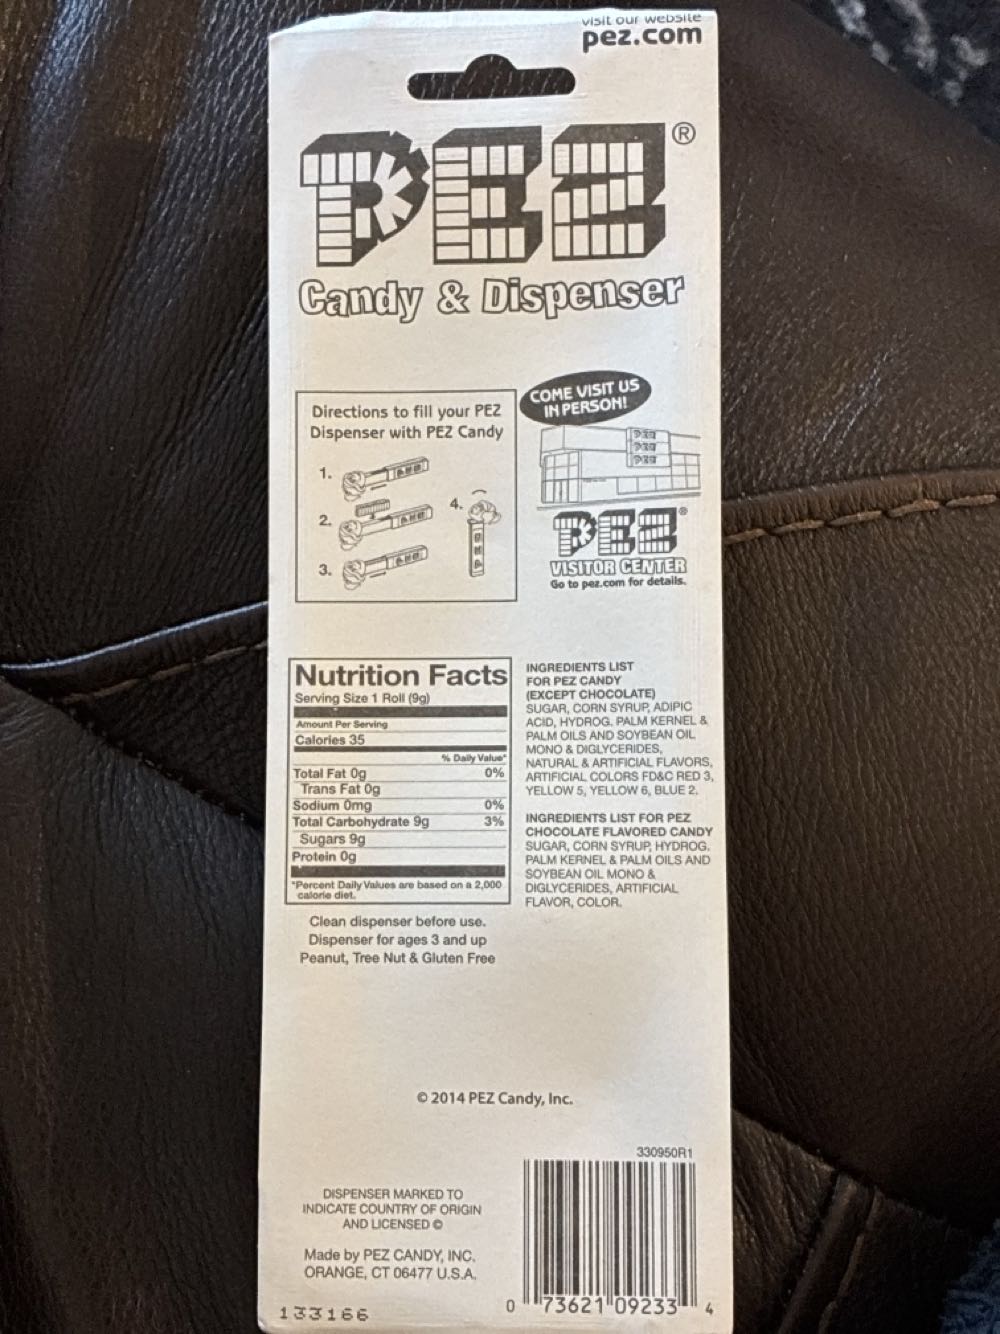 visit our website
pez.com
PEZ®
Candy & Dispenser
Directions to fill your PEZ
Dispenser with PEZ Candy
1.
2.
3.
4.
COME VISIT US
IN PERSON!
PEZ
PEZ
PEZ
PEZ®
VISITOR CENTER
Go to pez.com for details.
Nutrition Facts
Serving Size 1 Roll (9g)
Amount Per Serving
Calories 35
% Daily Value*
Total Fat 0g 0%
Trans Fat 0g
Sodium 0mg 0%
Total Carbohydrate 9g 3%
Sugars 9g
Protein 0g
*Percent Daily Values are based on a 2,000
calorie diet.
INGREDIENTS LIST
FOR PEZ CANDY
(EXCEPT CHOCOLATE)
SUGAR, CORN SYRUP, ADIPIC
ACID, HYDROG. PALM KERNEL &
PALM OILS AND SOYBEAN OIL
MONO & DIGLYCERIDES,
NATURAL & ARTIFICIAL FLAVORS,
ARTIFICIAL COLORS FD&C RED 3,
YELLOW 5, YELLOW 6, BLUE 2.
INGREDIENTS LIST FOR PEZ
CHOCOLATE FLAVORED CANDY
SUGAR, CORN SYRUP, HYDROG.
PALM KERNEL & PALM OILS AND
SOYBEAN OIL MONO &
DIGLYCERIDES, ARTIFICIAL
FLAVOR, COLOR.
Clean dispenser before use.
Dispenser for ages 3 and up
Peanut, Tree Nut & Gluten Free
© 2014 PEZ Candy, Inc.
330950R1
DISPENSER MARKED TO
INDICATE COUNTRY OF ORIGIN
AND LICENSED ©
Made by PEZ CANDY, INC.
ORANGE, CT 06477 U.S.A.
0 73621 09233 4
133166